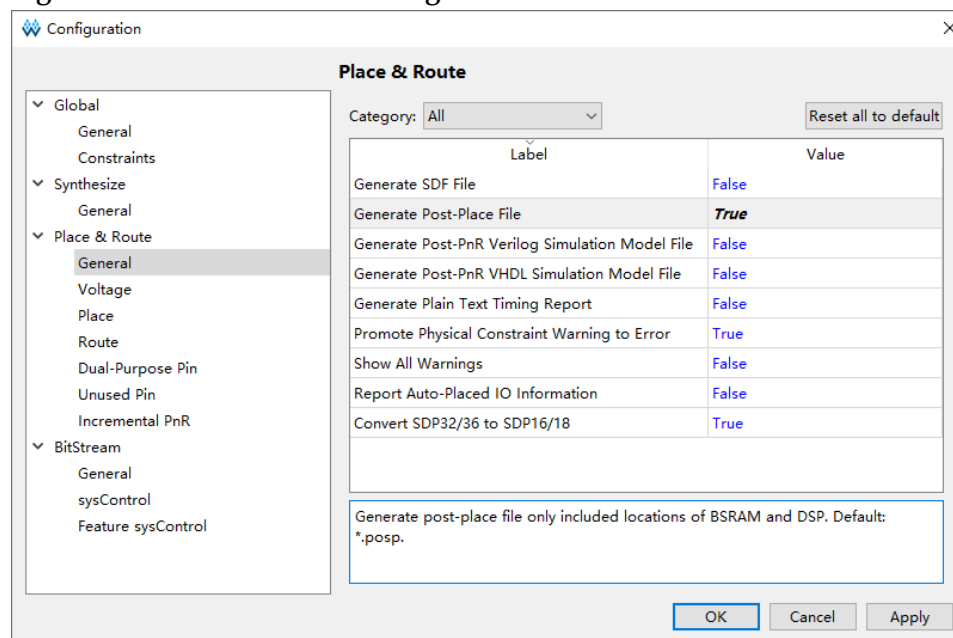 Configuration
Place & Route
Global
General
Constraints
Synthesize
General
Place & Route
General
Voltage
Place
Route
Dual-Purpose Pin
Unused Pin
Incremental PnR
BitStream
General
sysControl
Feature sysControl
Category: All
Reset all to default
Label Value
Generate SDF File False
Generate Post-Place File True
Generate Post-PnR Verilog Simulation Model File False
Generate Post-PnR VHDL Simulation Model File False
Generate Plain Text Timing Report False
Promote Physical Constraint Warning to Error True
Show All Warnings False
Report Auto-Placed IO Information False
Convert SDP32/36 to SDP16/18 True
Generate post-place file only included locations of BSRAM and DSP. Default:
*.posp.
OK Cancel Apply